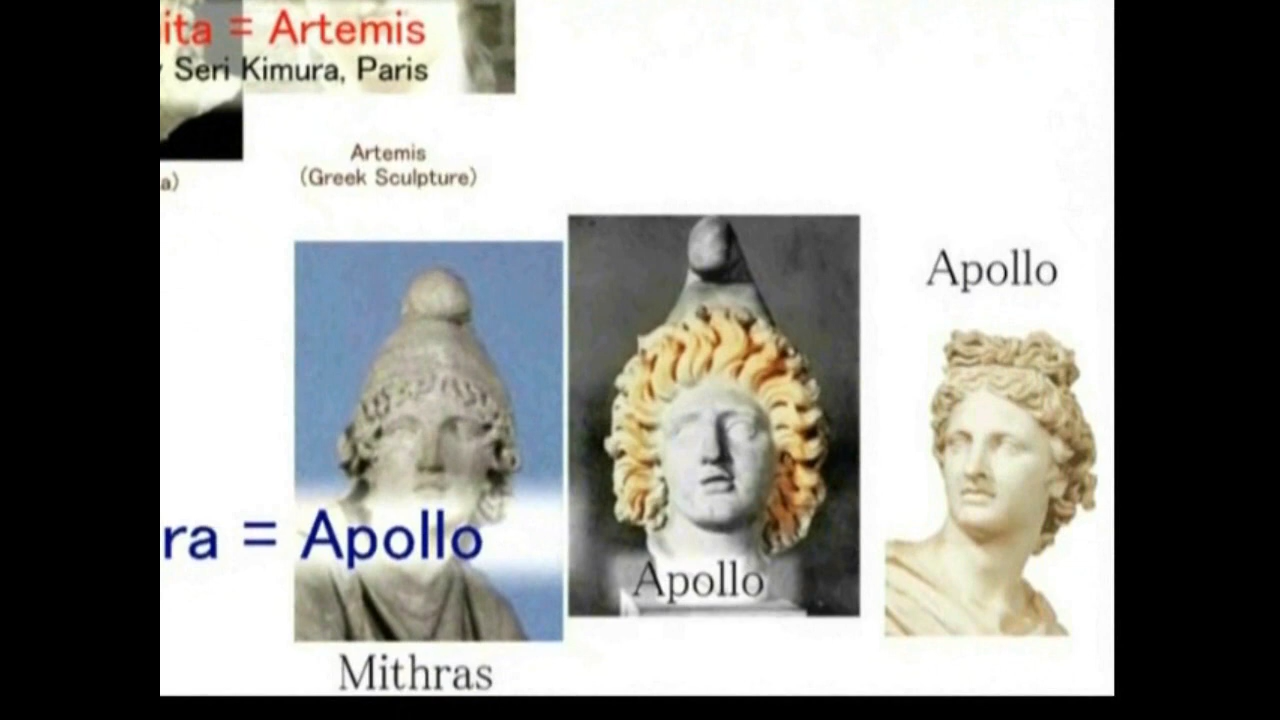 ita = Artemis
Seri Kimura, Paris
Artemis
(Greek Sculpture)
a)
Apollo
ra = Apollo
Apollo
Mithras